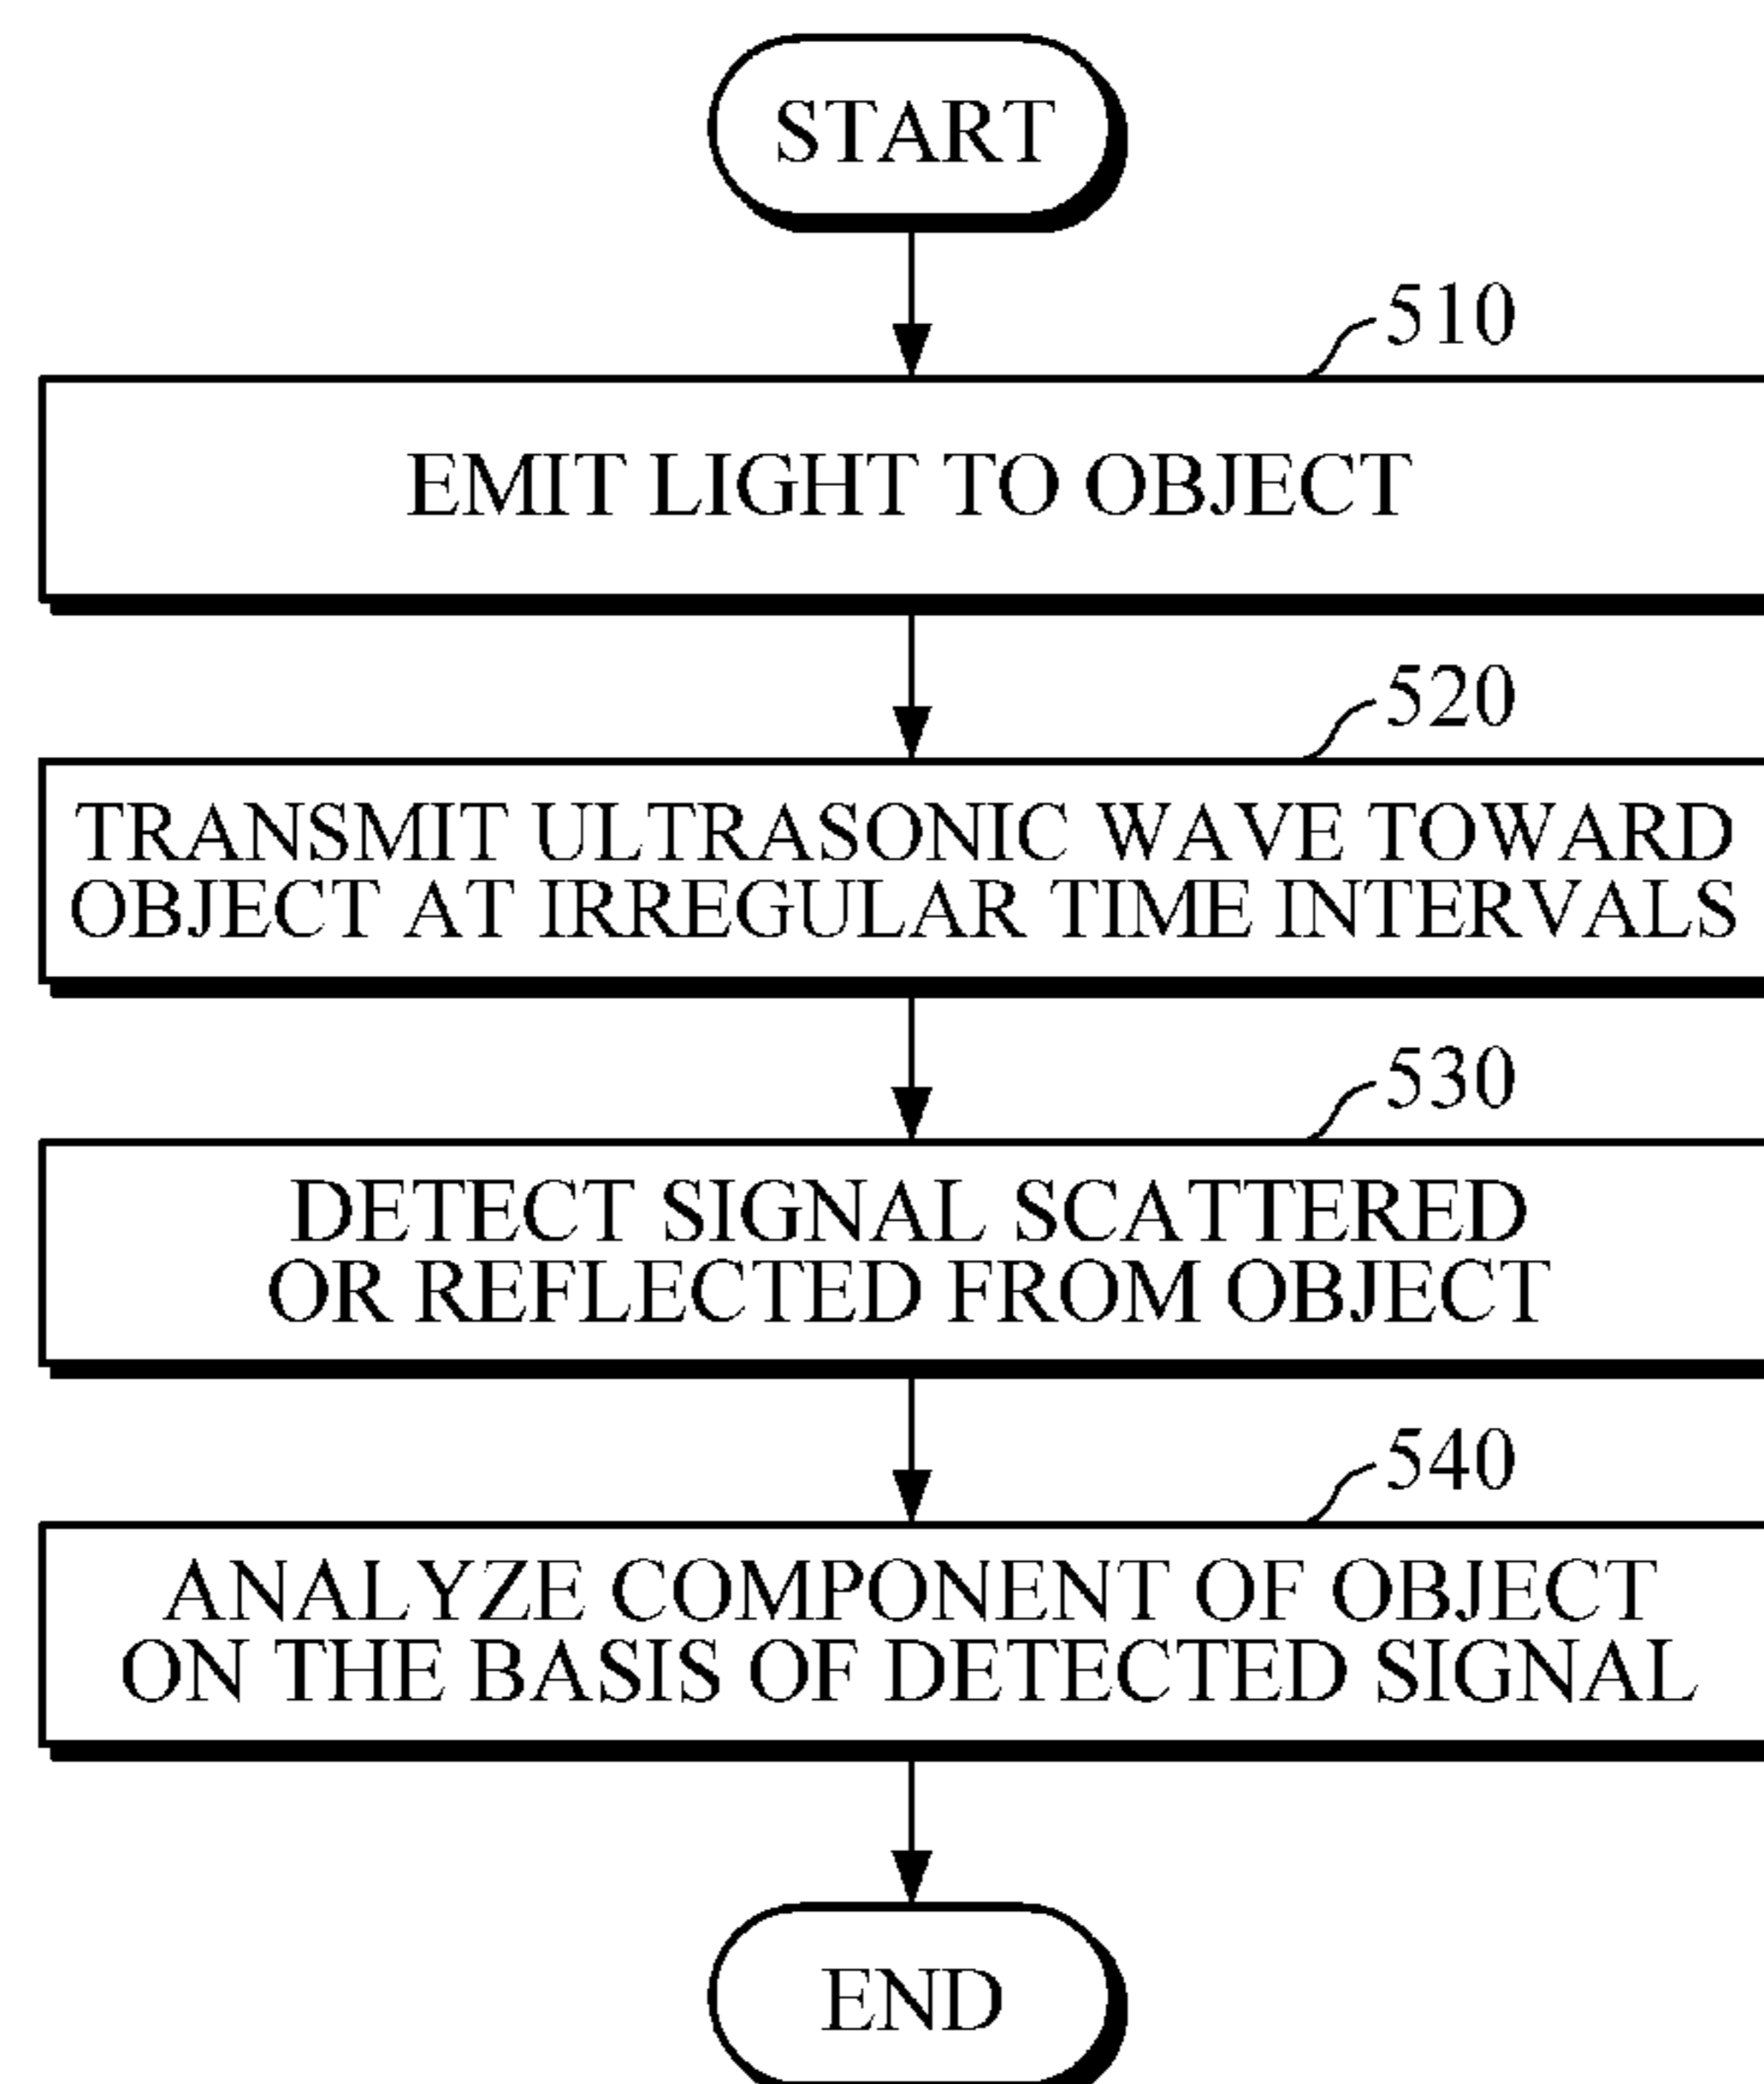 START
510
EMIT LIGHT TO OBJECT
520
TRANSMIT ULTRASONIC WAVE TOWARD
OBJECT AT IRREGULAR TIME INTERVALS
530
DETECT SIGNAL SCATTERED
OR REFLECTED FROM OBJECT
540
ANALYZE COMPONENT OF OBJECT
ON THE BASIS OF DETECTED SIGNAL
END